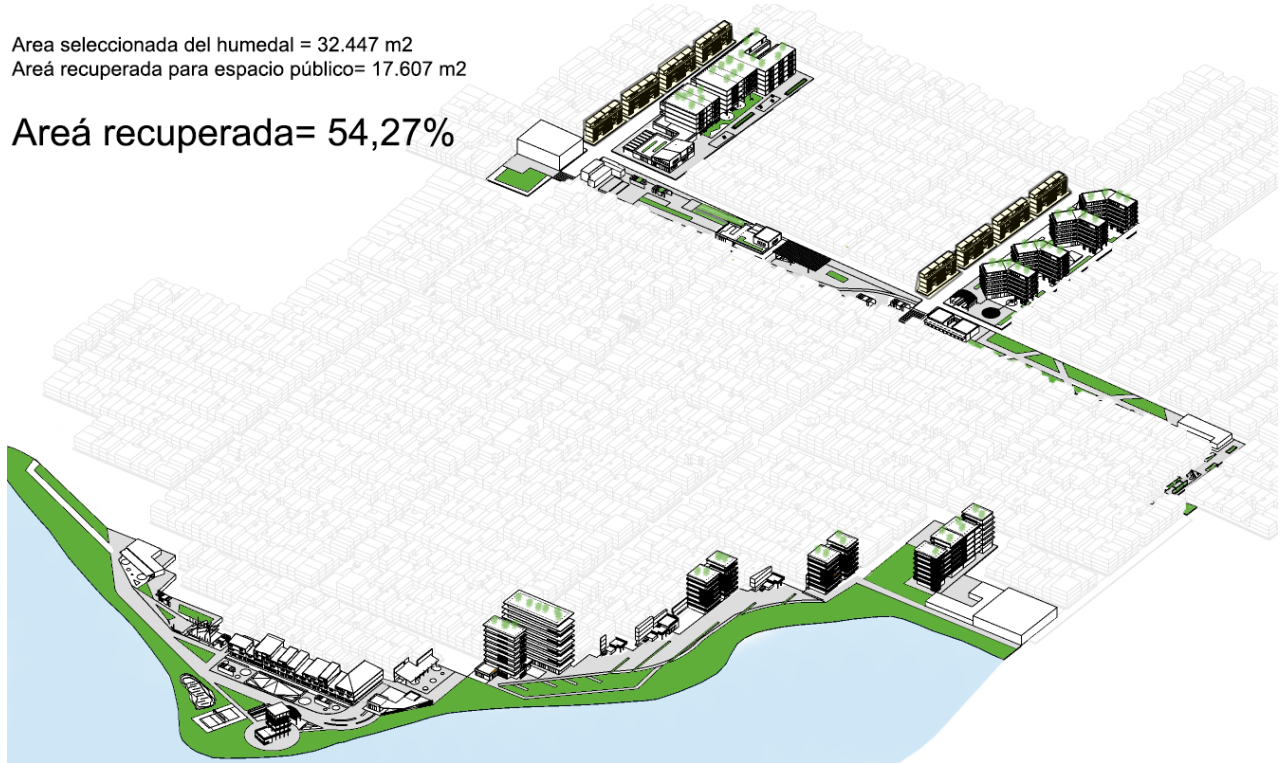 Area seleccionada del humedal = 32.447 m2
Areá recuperada para espacio público= 17.607 m2
Areá recuperada= 54,27%